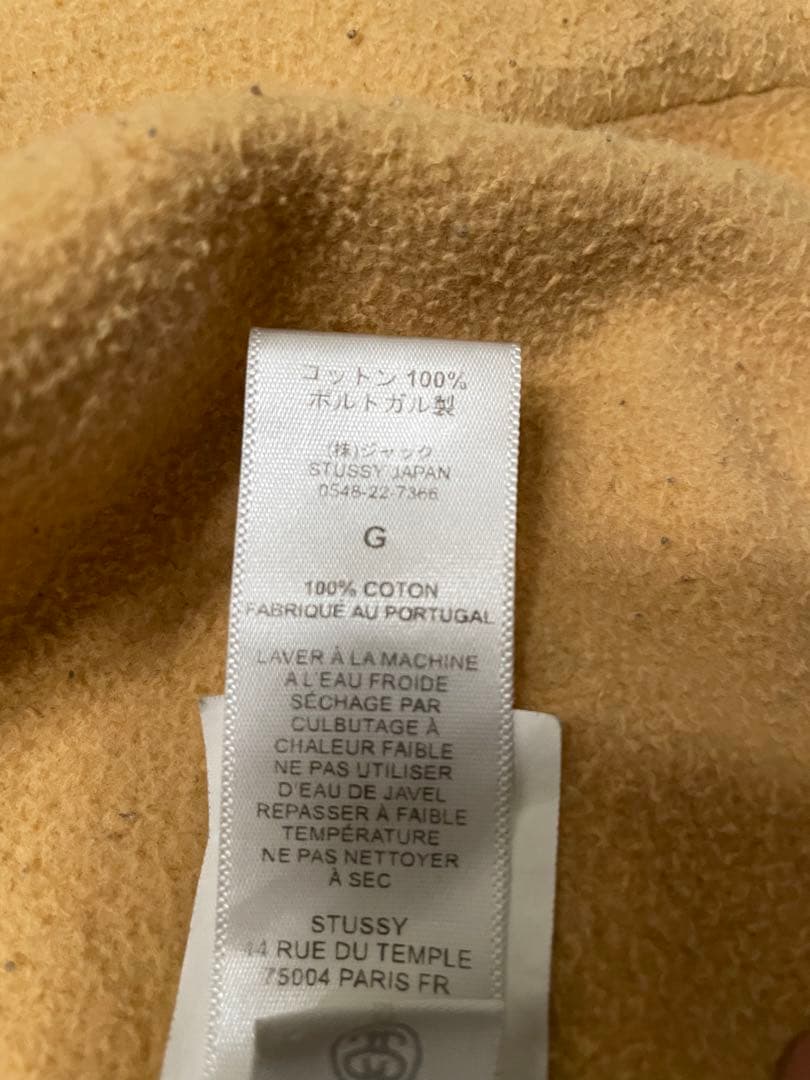 コットン 100%
ポルトガル製
(株)ジャック
STUSSY JAPAN
0548-22-7366
G
100% COTON
FABRIQUÉ AU PORTUGAL
LAVER À LA MACHINE
À L'EAU FROIDE
SÉCHAGE PAR
CULBUTAGE À
CHALEUR FAIBLE
NE PAS UTILISER
D'EAU DE JAVEL
REPASSER À FAIBLE
TEMPÉRATURE
NE PAS NETTOYER
À SEC
STUSSY
14 RUE DU TEMPLE
75004 PARIS FR